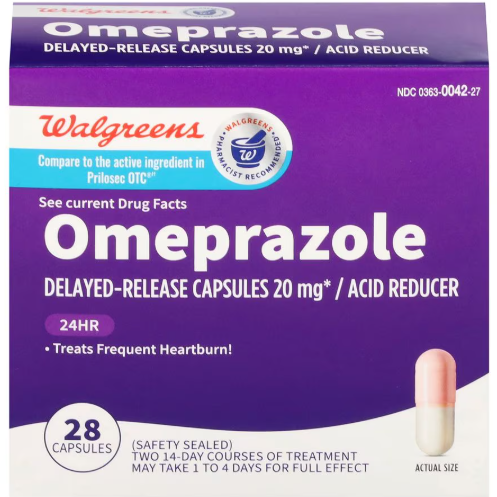 Walgreens
Omeprazole
DELAYED-RELEASE CAPSULES 20 mg* / ACID REDUCER
NDC 0363-0042-27
Walgreens
WALGREENS
PHARMACIST RECOMMENDED
W
Compare to the active ingredient in
Prilosec OTC®††
See current Drug Facts
Omeprazole
DELAYED-RELEASE CAPSULES 20 mg* / ACID REDUCER
24HR
• Treats Frequent Heartburn!
28
CAPSULES
(SAFETY SEALED)
TWO 14-DAY COURSES OF TREATMENT
MAY TAKE 1 TO 4 DAYS FOR FULL EFFECT
ACTUAL SIZE